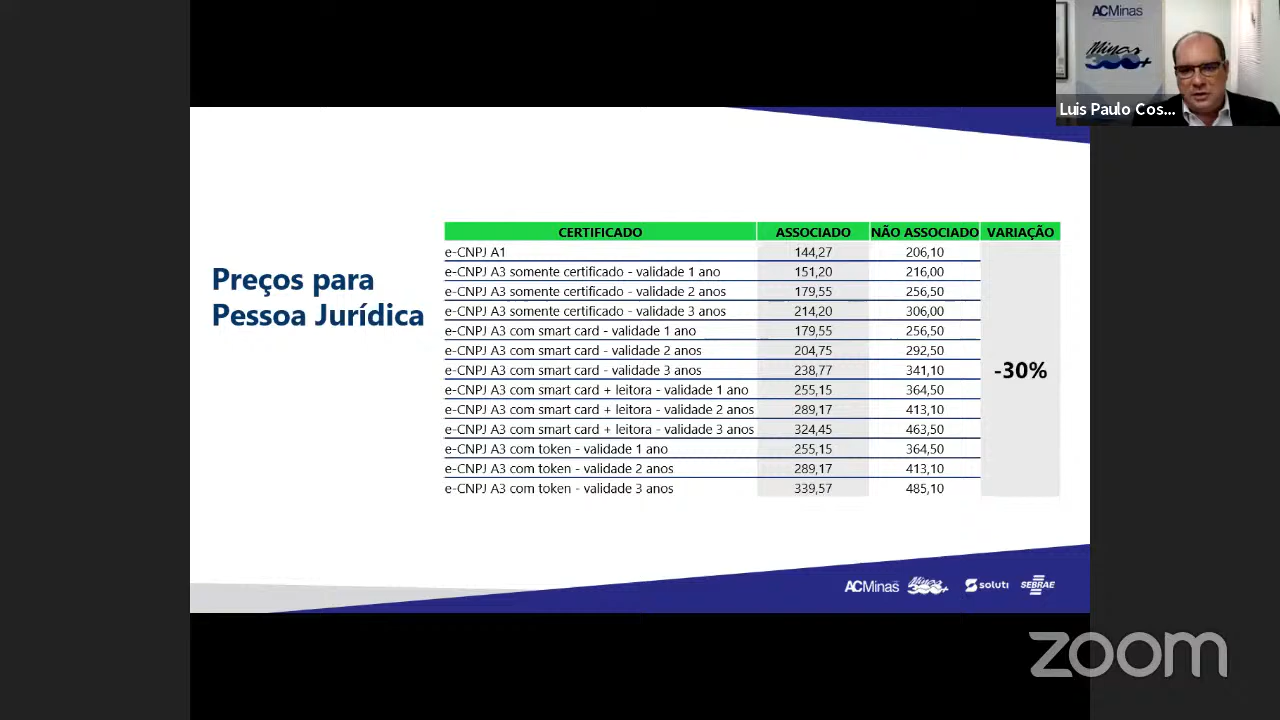 ACMinas
Minas
300+
Luis Paulo Cos...
Preços para
Pessoa Jurídica
CERTIFICADO ASSOCIADO NÃO ASSOCIADO VARIAÇÃO
e-CNPJ A1 144,27 206,10
e-CNPJ A3 somente certificado - validade 1 ano 151,20 216,00
e-CNPJ A3 somente certificado - validade 2 anos 179,55 256,50
e-CNPJ A3 somente certificado - validade 3 anos 214,20 306,00
e-CNPJ A3 com smart card - validade 1 ano 179,55 256,50
e-CNPJ A3 com smart card - validade 2 anos 204,75 292,50
e-CNPJ A3 com smart card - validade 3 anos 238,77 341,10
-30%
e-CNPJ A3 com smart card + leitora - validade 1 ano 255,15 364,50
e-CNPJ A3 com smart card + leitora - validade 2 anos 289,17 413,10
e-CNPJ A3 com smart card + leitora - validade 3 anos 324,45 463,50
e-CNPJ A3 com token - validade 1 ano 255,15 364,50
e-CNPJ A3 com token - validade 2 anos 289,17 413,10
e-CNPJ A3 com token - validade 3 anos 339,57 485,10
ACMinas Minas 300+ soluti SEBRAE
zoom